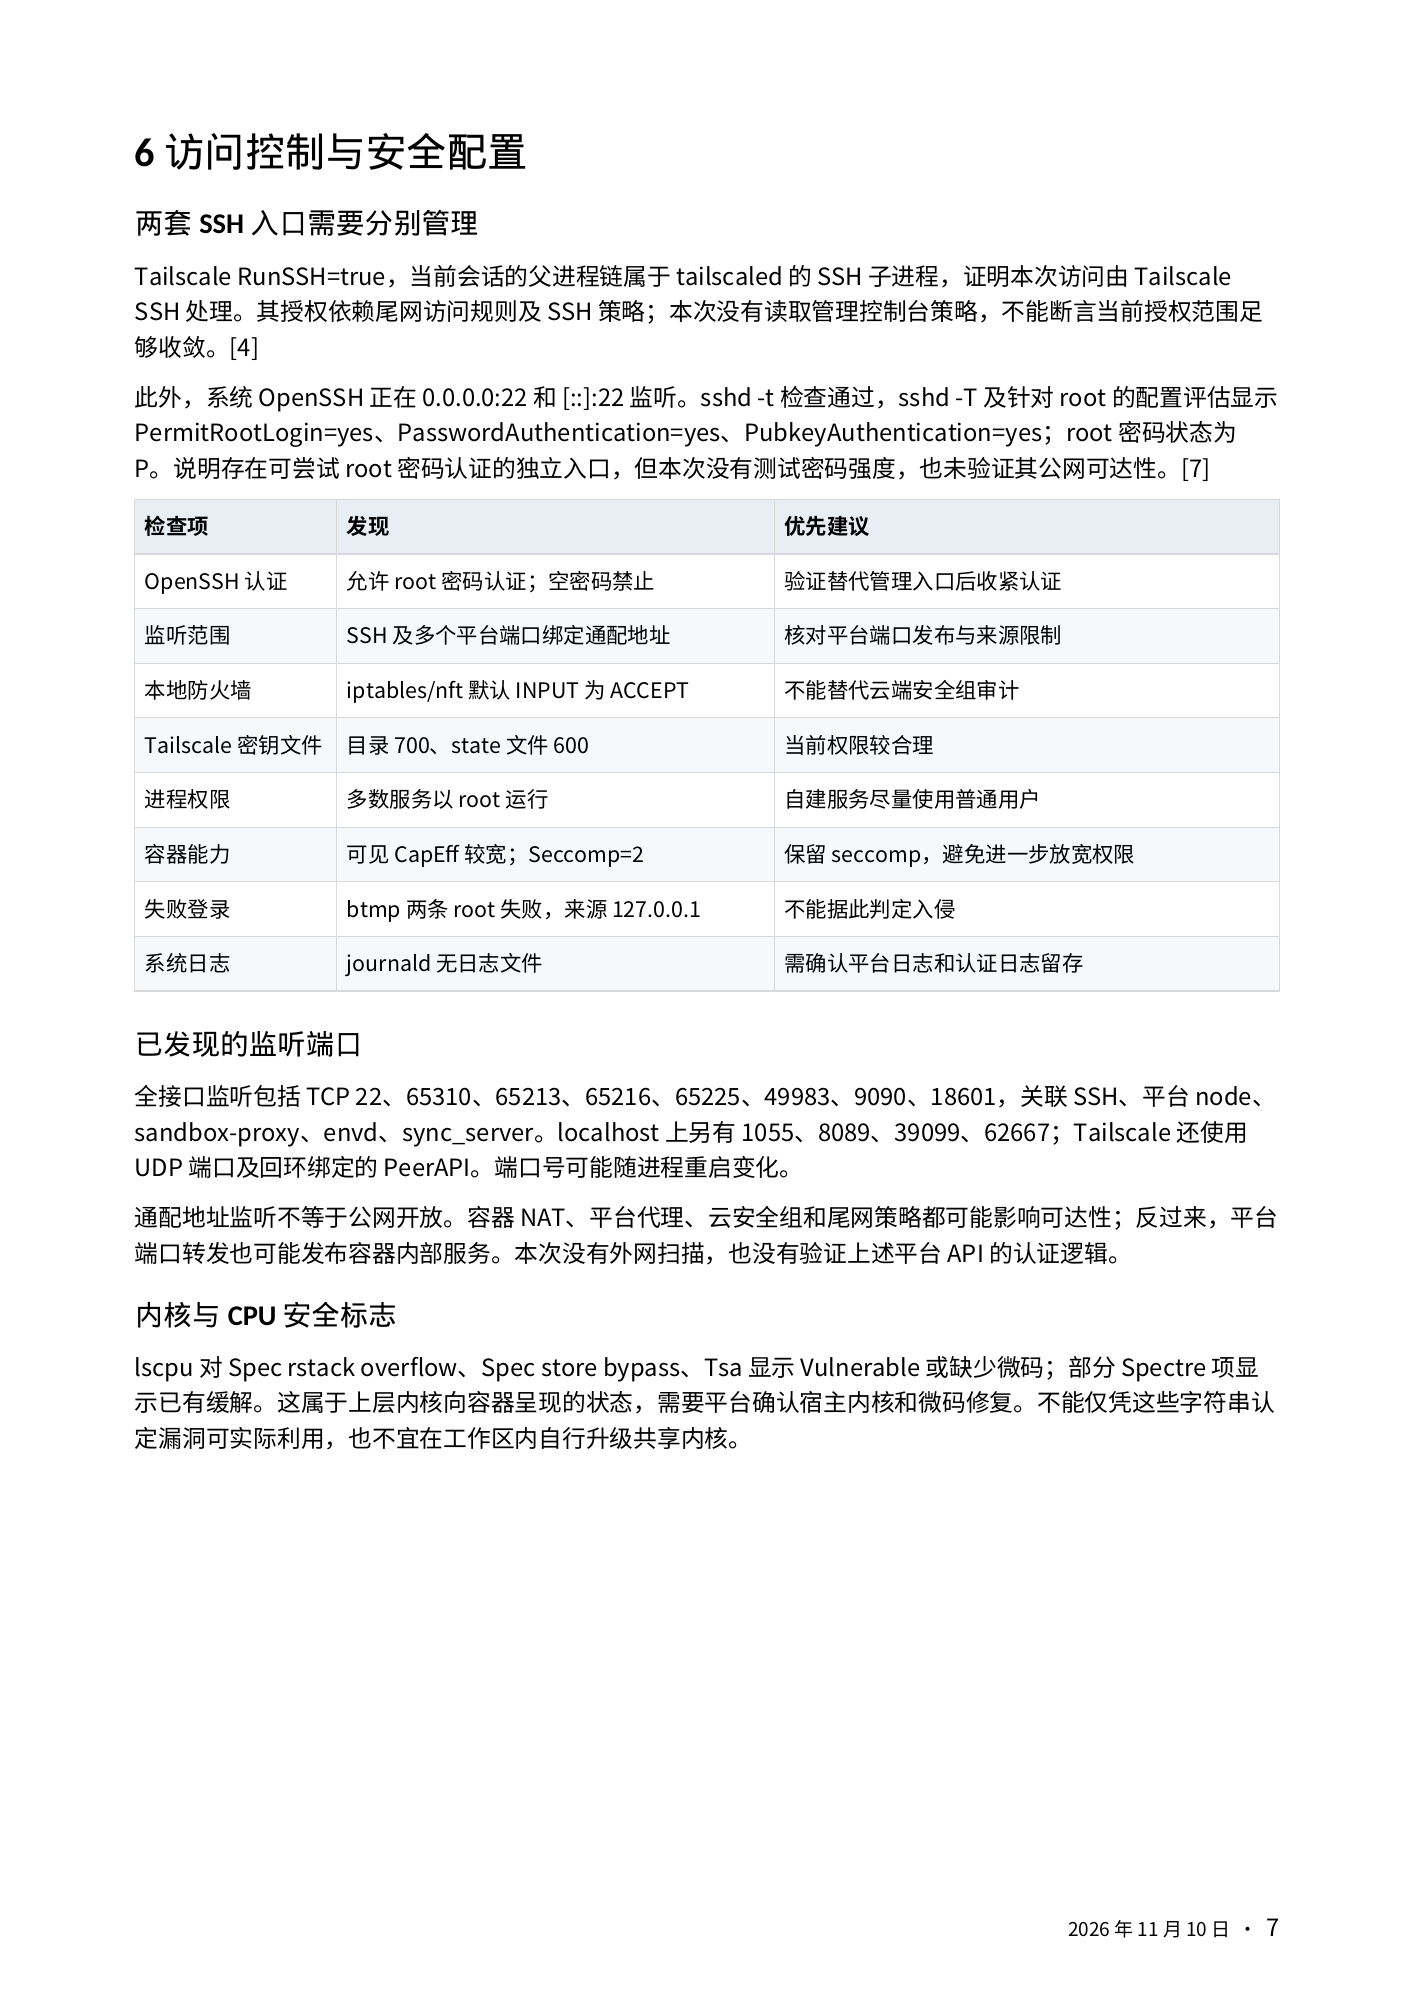 6 访问控制与安全配置
两套 SSH 入口需要分别管理
Tailscale RunSSH=true，当前会话的父进程链属于 tailscaled 的 SSH 子进程，证明本次访问由 Tailscale
SSH 处理。其授权依赖尾网访问规则及 SSH 策略；本次没有读取管理控制台策略，不能断言当前授权范围足
够收敛。[4]
此外，系统 OpenSSH 正在 0.0.0.0:22 和 [::]:22 监听。sshd -t 检查通过，sshd -T 及针对 root 的配置评估显示
PermitRootLogin=yes、PasswordAuthentication=yes、PubkeyAuthentication=yes；root 密码状态为
P。说明存在可尝试 root 密码认证的独立入口，但本次没有测试密码强度，也未验证其公网可达性。[7]
检查项 发现 优先建议
OpenSSH 认证 允许 root 密码认证；空密码禁止 验证替代管理入口后收紧认证
监听范围 SSH 及多个平台端口绑定通配地址 核对平台端口发布与来源限制
本地防火墙 iptables/nft 默认 INPUT 为 ACCEPT 不能替代云端安全组审计
Tailscale 密钥文件 目录 700、state 文件 600 当前权限较合理
进程权限 多数服务以 root 运行 自建服务尽量使用普通用户
容器能力 可见 CapEff 较宽；Seccomp=2 保留 seccomp，避免进一步放宽权限
失败登录 btmp 两条 root 失败，来源 127.0.0.1 不能据此判定入侵
系统日志 journald 无日志文件 需确认平台日志和认证日志留存
已发现的监听端口
全接口监听包括 TCP 22、65310、65213、65216、65225、49983、9090、18601，关联 SSH、平台 node、
sandbox-proxy、envd、sync_server。localhost 上另有 1055、8089、39099、62667；Tailscale 还使用
UDP 端口及回环绑定的 PeerAPI。端口号可能随进程重启变化。
通配地址监听不等于公网开放。容器 NAT、平台代理、云安全组和尾网策略都可能影响可达性；反过来，平台
端口转发也可能发布容器内部服务。本次没有外网扫描，也没有验证上述平台 API 的认证逻辑。
内核与 CPU 安全标志
lscpu 对 Spec rstack overflow、Spec store bypass、Tsa 显示 Vulnerable 或缺少微码；部分 Spectre 项显
示已有缓解。这属于上层内核向容器呈现的状态，需要平台确认宿主内核和微码修复。不能仅凭这些字符串认
定漏洞可实际利用，也不宜在工作区内自行升级共享内核。
2026 年 11 月 10 日 · 7